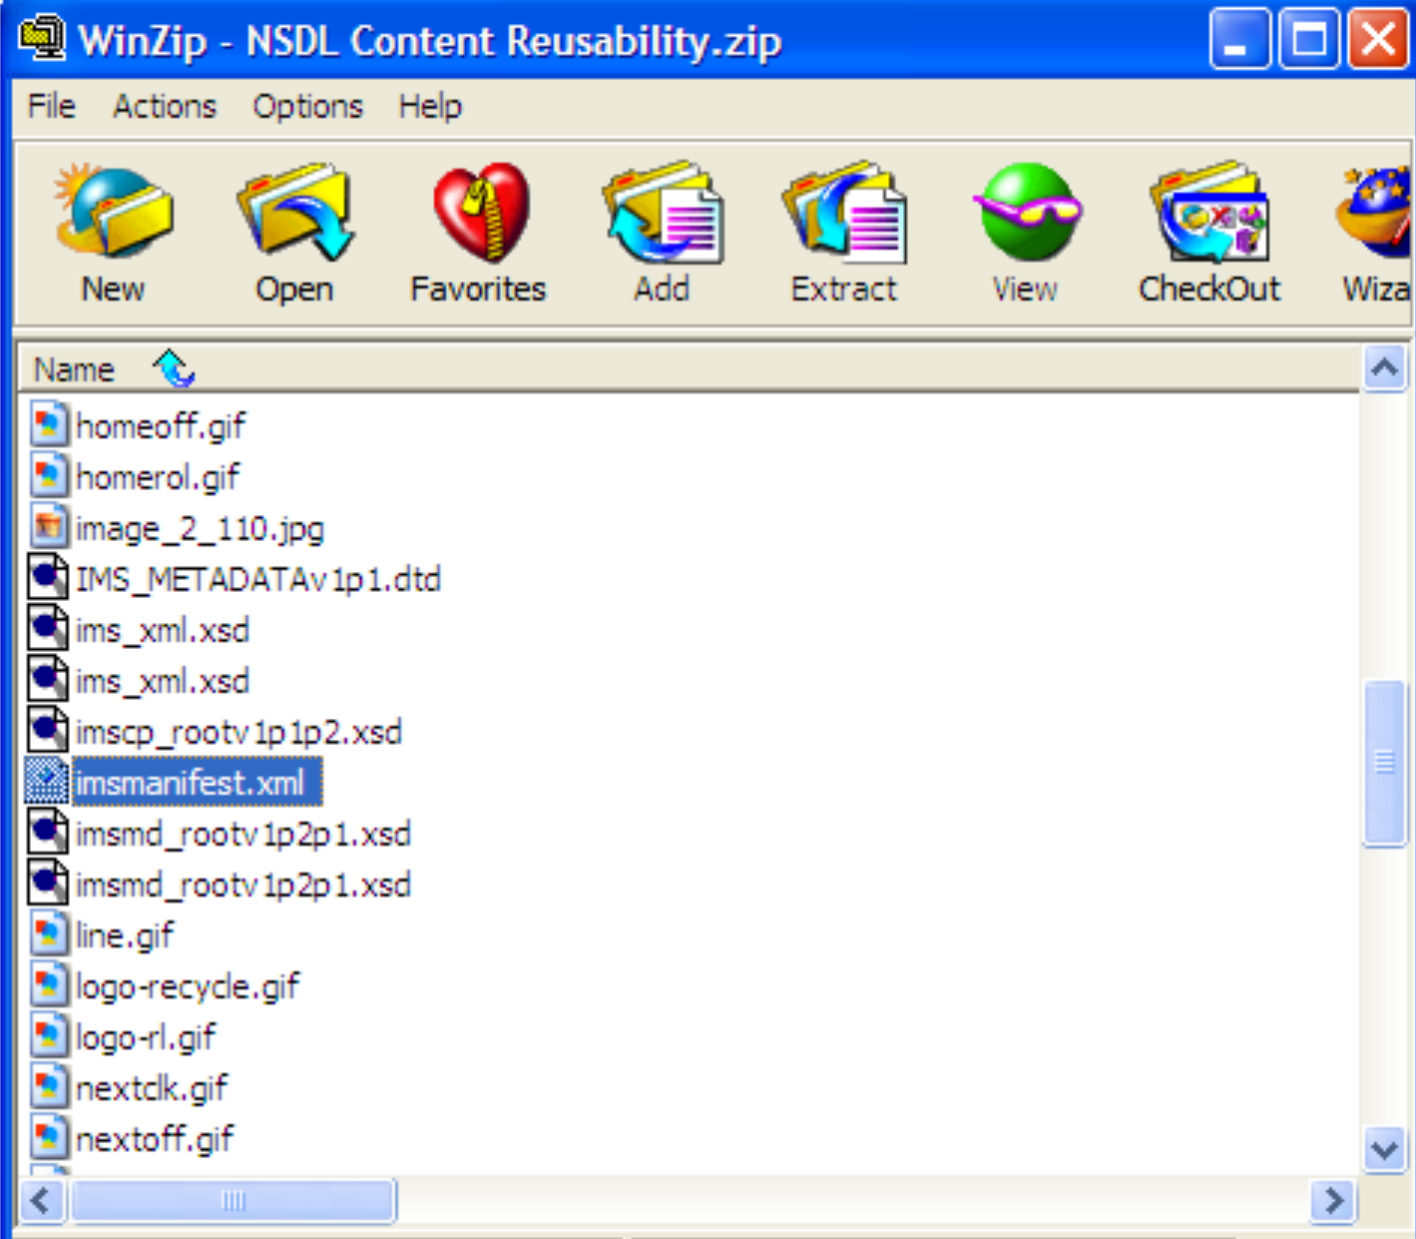 WinZip - NSDL Content Reusability.zip
File Actions Options Help
New Open Favorites Add Extract View CheckOut Wiza
Name
homeoff.gif
homerol.gif
image_2_110.jpg
IMS_METADATAv1p1.dtd
ims_xml.xsd
ims_xml.xsd
imscp_rootv1p1p2.xsd
imsmanifest.xml
imsmd_rootv1p2p1.xsd
imsmd_rootv1p2p1.xsd
line.gif
logo-recycle.gif
logo-rl.gif
nextclk.gif
nextoff.gif